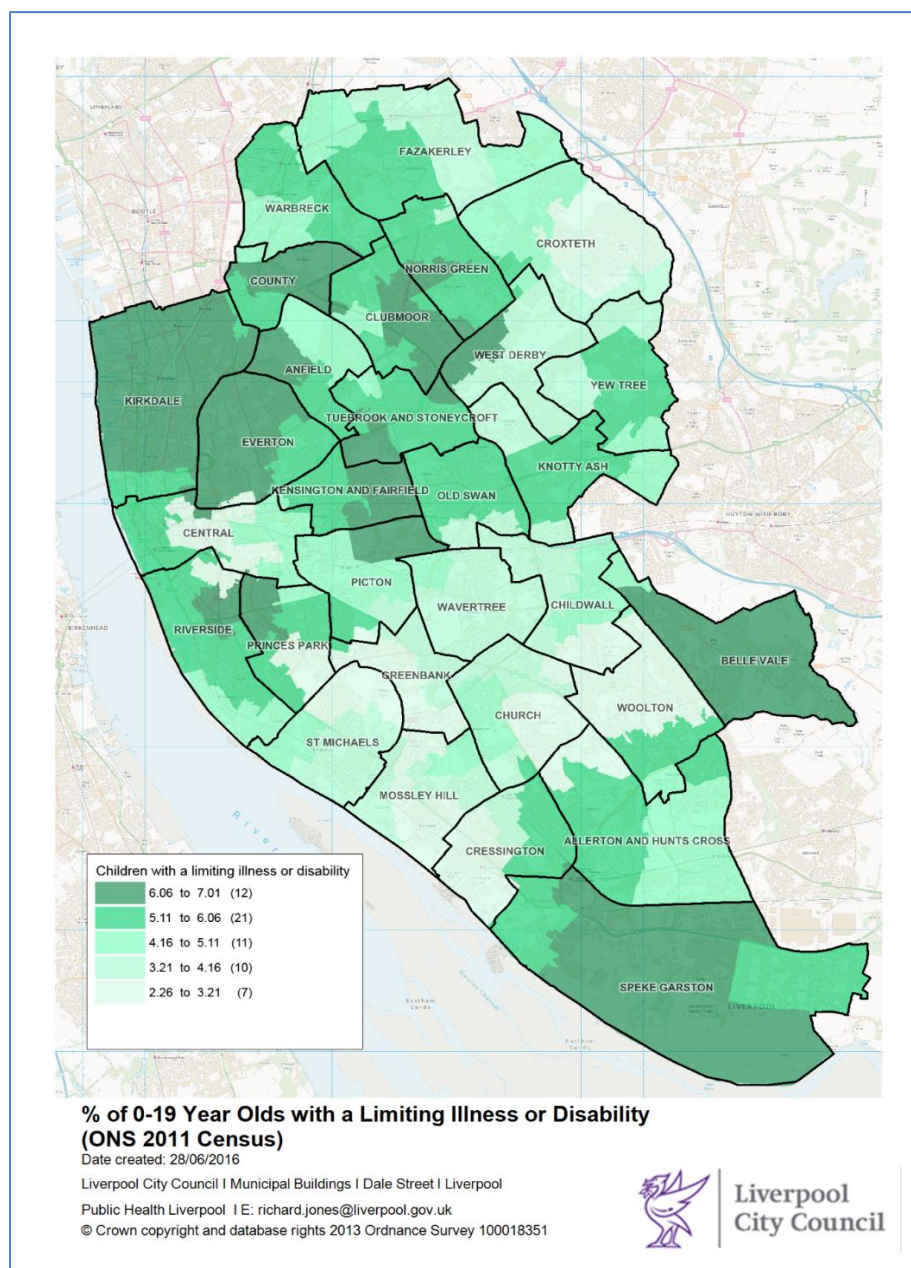 LITHERLAND
BOOTLE
FAZAKERLEY
WARBRECK
CROXTETH
COUNTY
NORRIS GREEN
CLUBMOOR
WEST DERBY
ANFIELD
YEW TREE
KIRKDALE
TUEBROOK AND STONEYCROFT
EVERTON
KNOTTY ASH
KENSINGTON AND FAIRFIELD
OLD SWAN
HUYTON WITH ROBY
CENTRAL
PICTON
WAVERTREE
CHILDWALL
BIRKENHEAD
RIVERSIDE
PRINCES PARK
BELLE VALE
GREENBANK
WOOLTON
CHURCH
ST MICHAELS
MOSSLEY HILL
River
ALLERTON AND HUNTS CROSS
CRESSINGTON
SPEKE GARSTON
LIVERPOOL
Children with a limiting illness or disability
6.06 to 7.01 (12)
5.11 to 6.06 (21)
4.16 to 5.11 (11)
3.21 to 4.16 (10)
2.26 to 3.21 (7)
% of 0-19 Year Olds with a Limiting Illness or Disability
(ONS 2011 Census)
Date created: 28/06/2016
Liverpool City Council I Municipal Buildings I Dale Street I Liverpool
Public Health Liverpool I E: richard.jones@liverpool.gov.uk
© Crown copyright and database rights 2013 Ordnance Survey 100018351
Liverpool
City Council